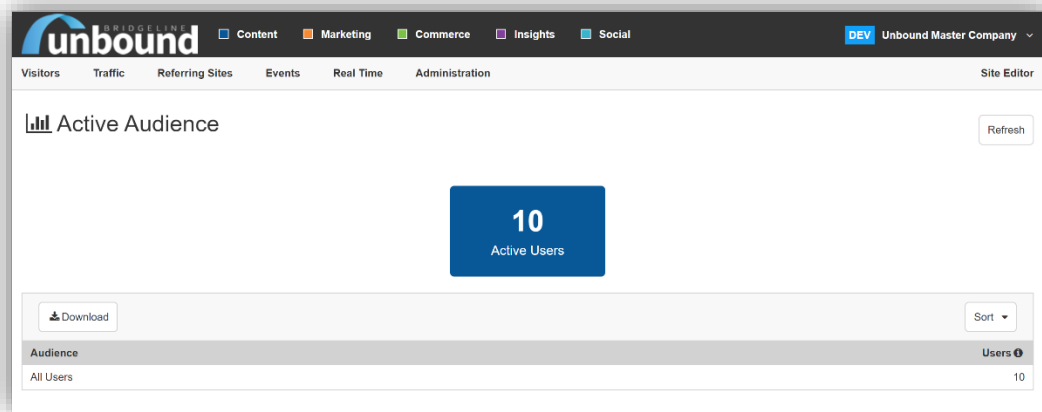 BRIDGELINE
unbound
Content Marketing Commerce Insights Social DEV Unbound Master Company
Visitors Traffic Referring Sites Events Real Time Administration Site Editor
Active Audience
Refresh
10
Active Users
Download Sort
Audience Users
All Users 10